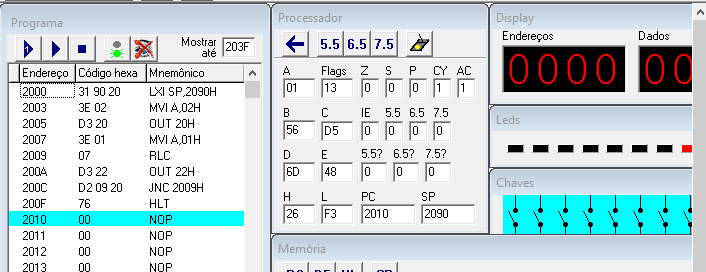 Programa
Mostrar
até 203F
Endereço Código hexa Mnemônico
2000 31 90 20 LXI SP,2090H
2003 3E 02 MVI A,02H
2005 D3 20 OUT 20H
2007 3E 01 MVI A,01H
2009 07 RLC
200A D3 22 OUT 22H
200C D2 09 20 JNC 2009H
200F 76 HLT
2010 00 NOP
2011 00 NOP
2012 00 NOP
2013 00 NOP
Processador
5.5 6.5 7.5
A Flags Z S P CY AC
01 13 0 0 0 1 1
B C IE 5.5 6.5 7.5
56 D5 0 0 0 0
D E 5.5? 6.5? 7.5?
6D 48 0 0 0
H L PC SP
26 F3 2010 2090
Memória
Display
Endereços Dados
0000 00
Leds
Chaves